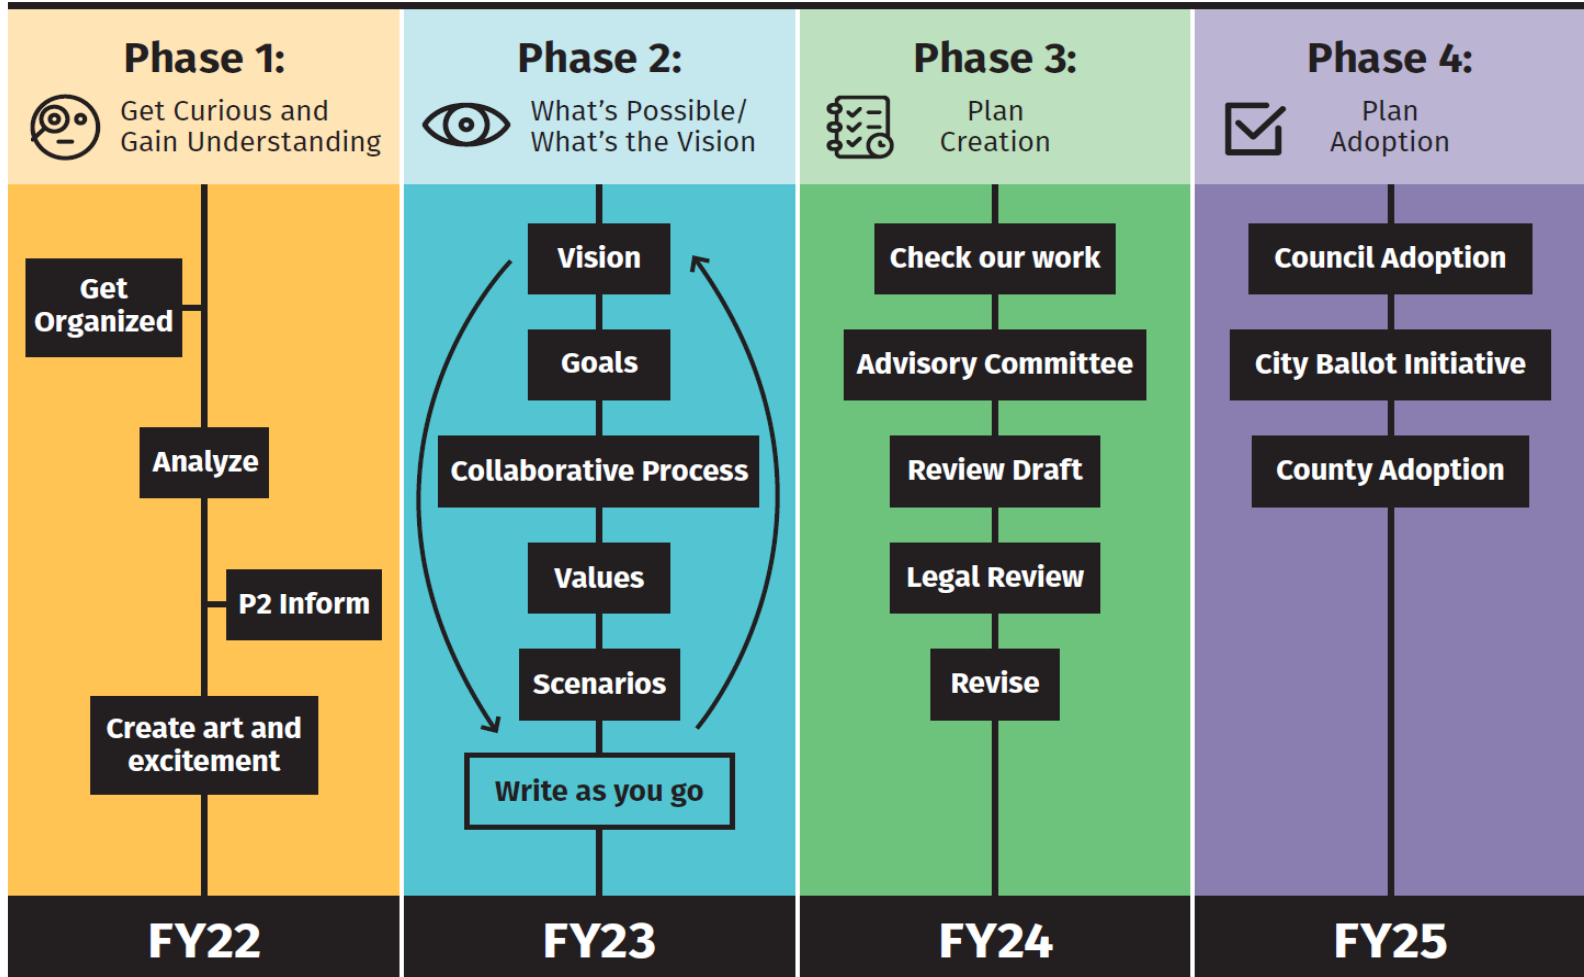 Phase 1:
Get Curious and
Gain Understanding
Get
Organized
Analyze
P2 Inform
Create art and
excitement
FY22
Phase 2:
What's Possible/
What's the Vision
Vision
Goals
Collaborative Process
Values
Scenarios
Write as you go
FY23
Phase 3:
Plan
Creation
Check our work
Advisory Committee
Review Draft
Legal Review
Revise
FY24
Phase 4:
Plan
Adoption
Council Adoption
City Ballot Initiative
County Adoption
FY25